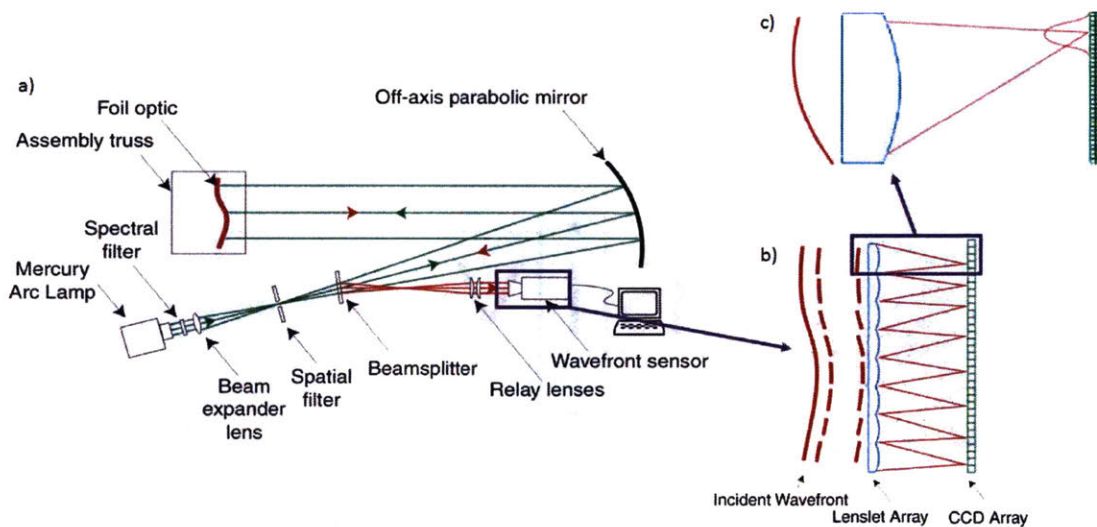 a)
Foil optic
Assembly truss
Spectral
filter
Mercury
Arc Lamp
Off-axis parabolic mirror
Beam
expander
lens
Spatial
filter
Beamsplitter
Relay lenses
Wavefront sensor
c)
b)
Incident Wavefront
Lenslet Array
CCD Array